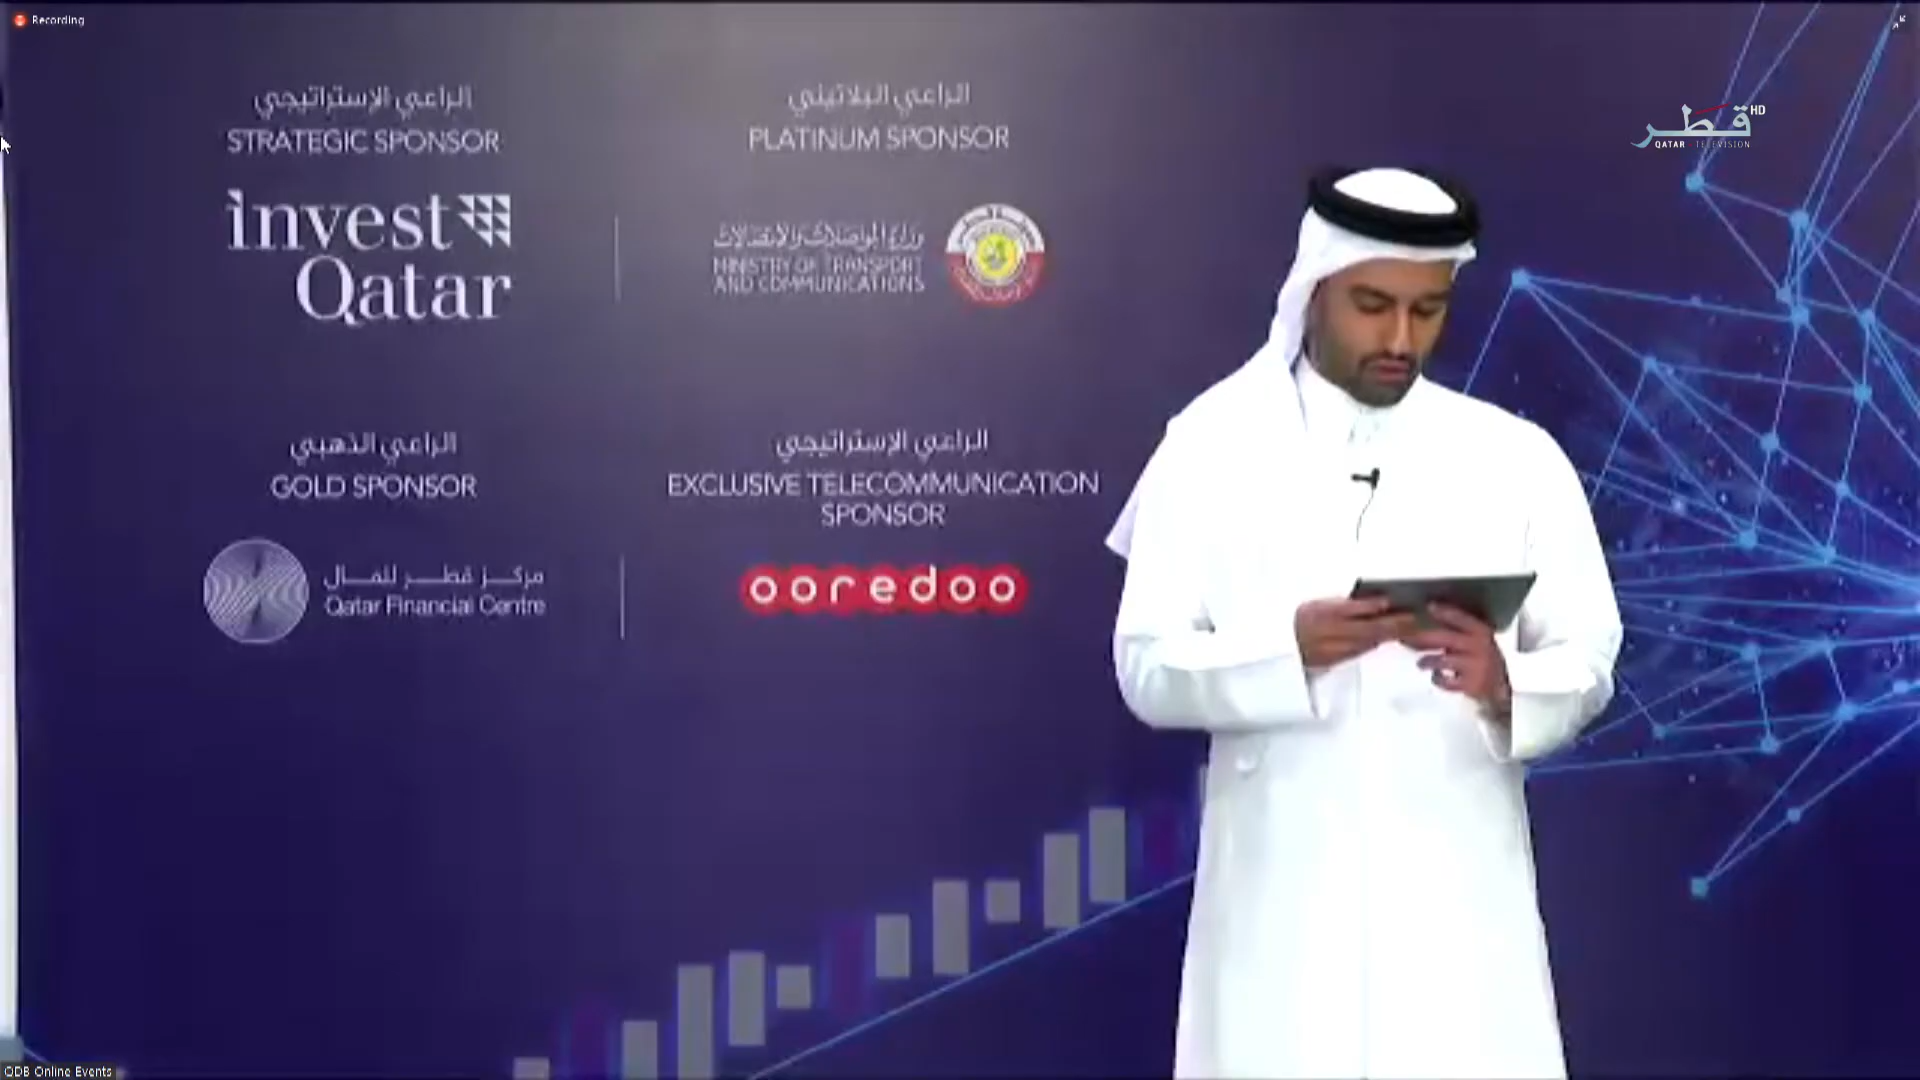 Recording
الراعي الإستراتيجي
STRATEGIC SPONSOR
invest
Qatar
الراعي البلاتيني
PLATINUM SPONSOR
وزارة المواصلات والاتصالات
MINISTRY OF TRANSPORT
AND COMMUNICATIONS
قطر HD
QATAR TELEVISION
الراعي الذهبي
GOLD SPONSOR
مركز قطر للمال
Qatar Financial Centre
الراعي الإستراتيجي
EXCLUSIVE TELECOMMUNICATION
SPONSOR
ooredoo
QDB Online Events